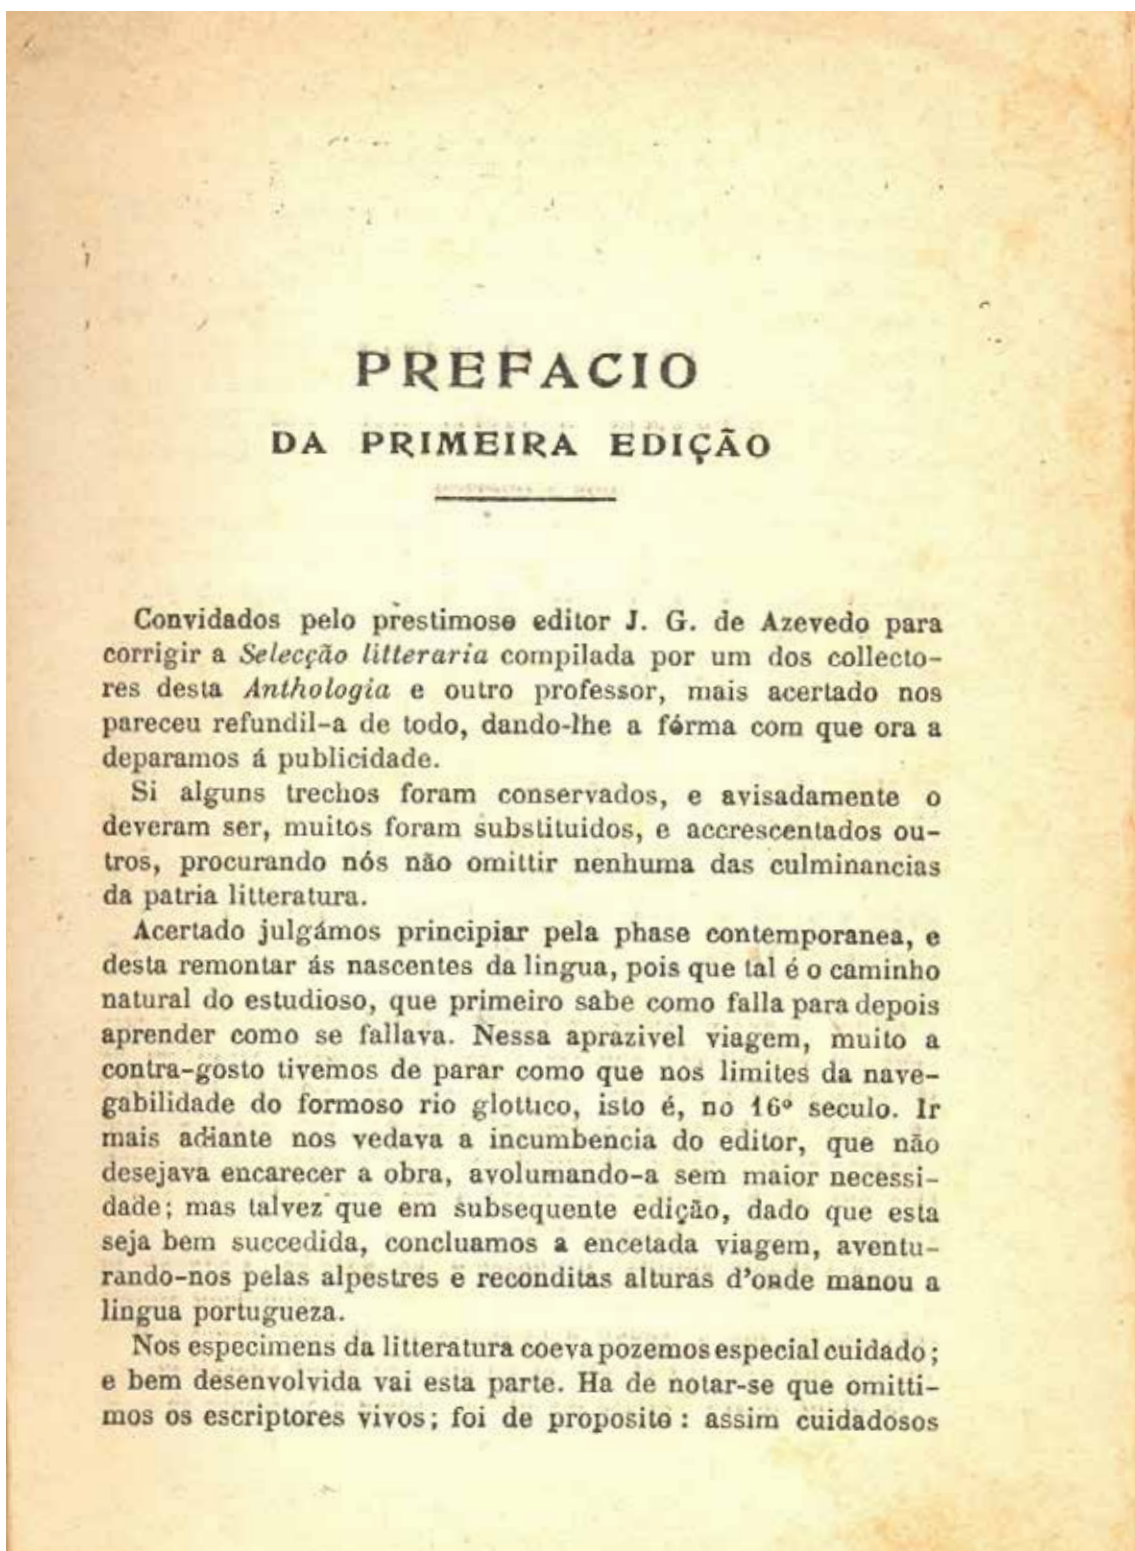 PREFACIO
DA PRIMEIRA EDIÇÃO
Convidados pelo prestimoso editor J. G. de Azevedo para
corrigir a Selecção litteraria compilada por um dos collecto-
res desta Anthologia e outro professor, mais acertado nos
pareceu refundil-a de todo, dando-lhe a fórma com que ora a
deparamos á publicidade.
Si alguns trechos foram conservados, e avisadamente o
deveram ser, muitos foram substituidos, e accrescentados ou-
tros, procurando nós não omittir nenhuma das culminancias
da patria litteratura.
Acertado julgámos principiar pela phase contemporanea, e
desta remontar ás nascentes da lingua, pois que tal é o caminho
natural do estudioso, que primeiro sabe como falla para depois
aprender como se fallava. Nessa aprazivel viagem, muito a
contra-gosto tivemos de parar como que nos limites da nave-
gabilidade do formoso rio glottico, isto é, no 16º seculo. Ir
mais adiante nos vedava a incumbencia do editor, que não
desejava encarecer a obra, avolumando-a sem maior necessi-
dade; mas talvez que em subsequente edição, dado que esta
seja bem succedida, concluamos a encetada viagem, aventu-
rando-nos pelas alpestres e reconditas alturas d'onde manou a
lingua portugueza.
Nos especimens da litteratura coeva pozemos especial cuidado;
e bem desenvolvida vai esta parte. Ha de notar-se que omitti-
mos os escriptores vivos; foi de proposito: assim cuidadosos